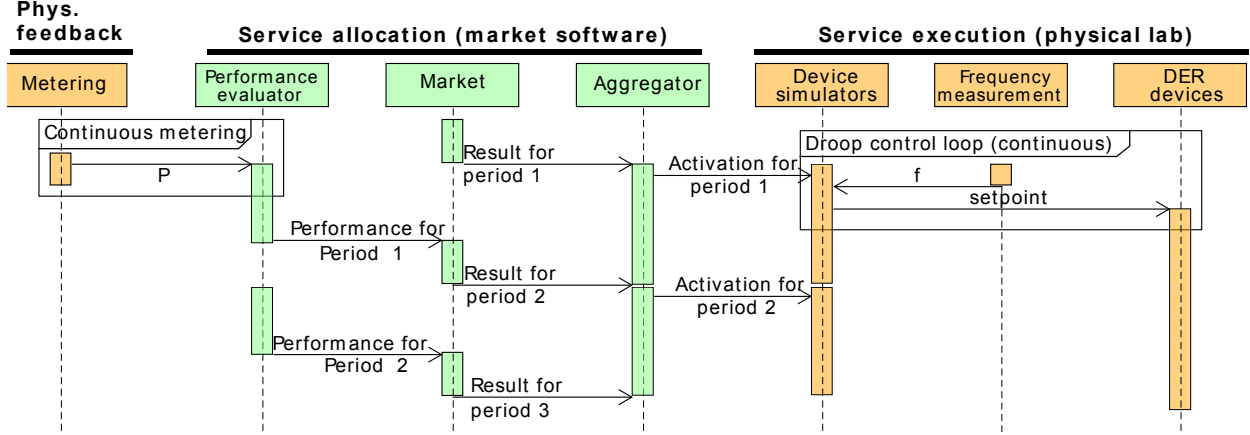 Phys.
feedback
Service allocation (market software)
Service execution (physical lab)
Metering
Performance
evaluator
Market
Aggregator
Device
simulators
Frequency
measurement
DER
devices
Continuous metering
P
Result for
period 1
Activation for
period 1
Droop control loop (continuous)
f
setpoint
Performance for
Period 1
Result for
period 2
Activation for
period 2
Performance for
Period 2
Result for
period 3